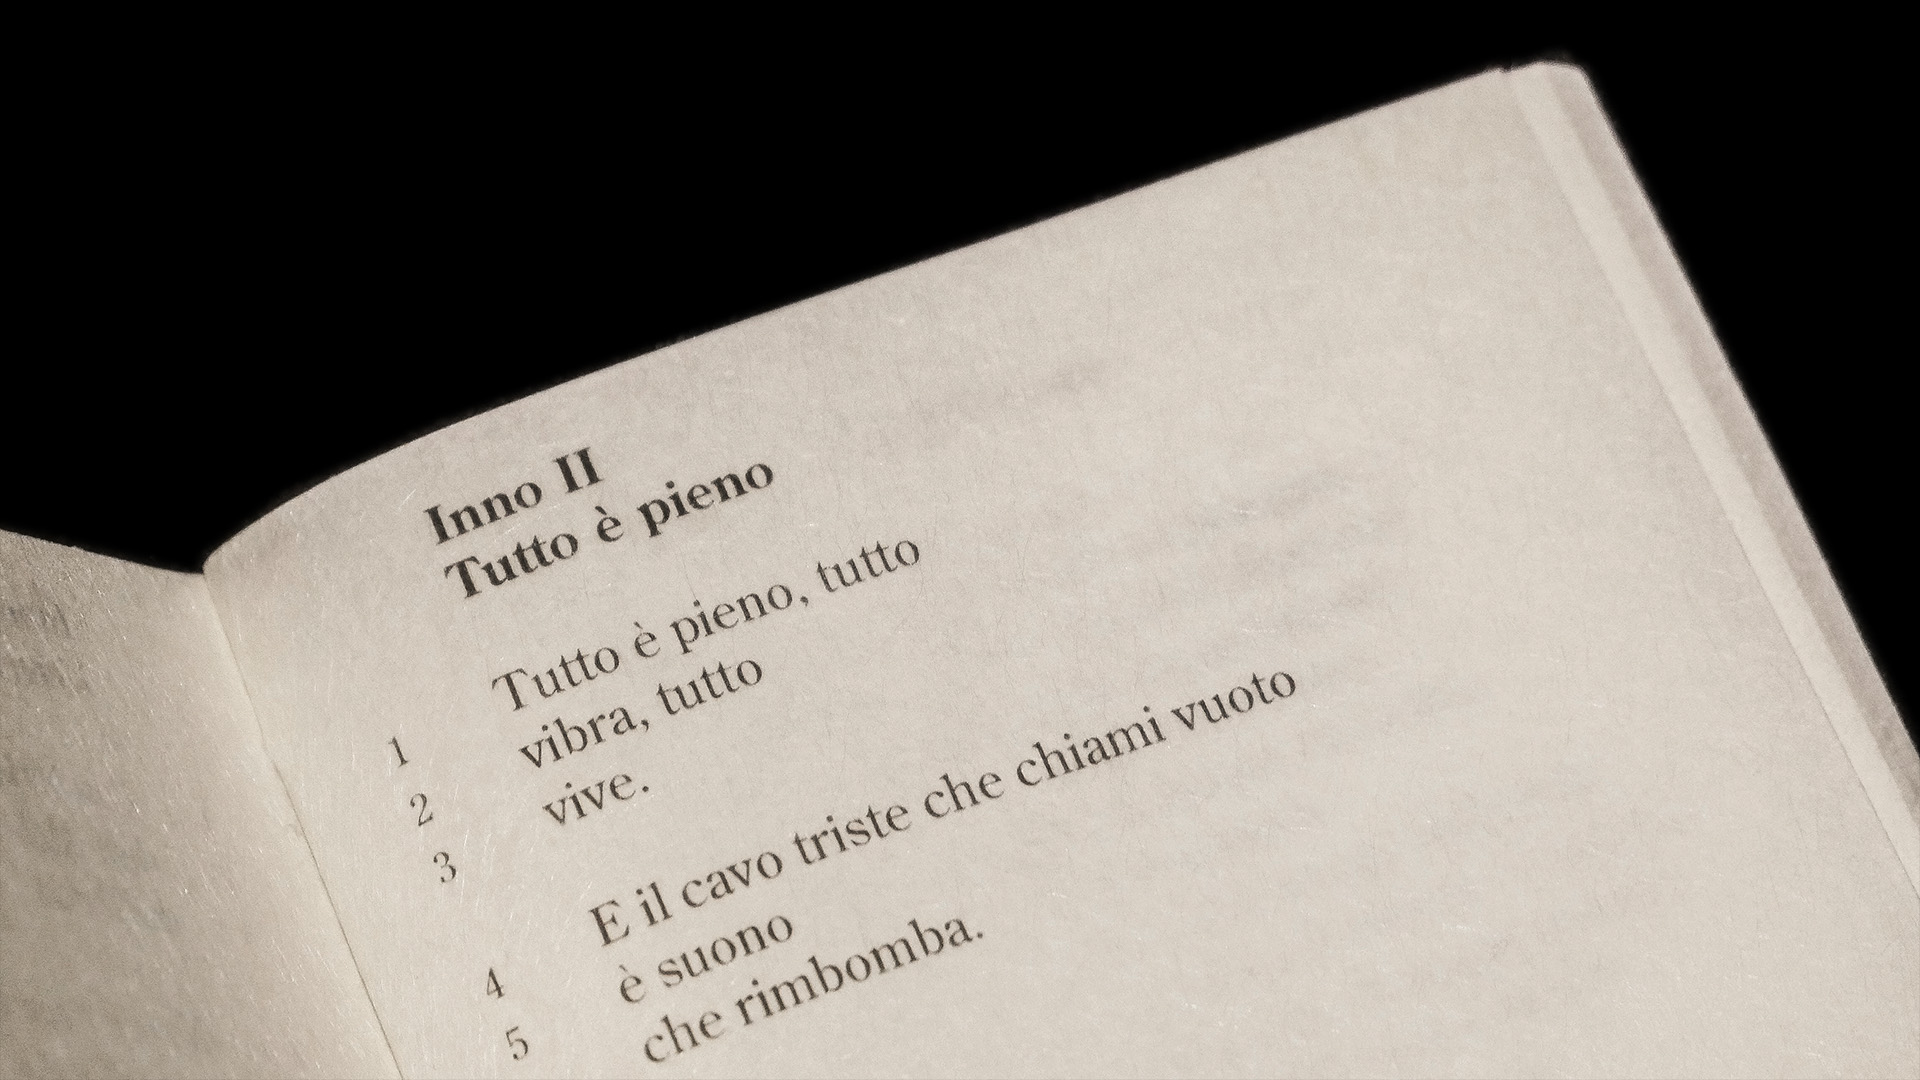 Inno II
Tutto è pieno
1 Tutto è pieno, tutto
2 vibra, tutto
3 vive.
4 E il cavo triste che chiami vuoto
5 è suono
che rimbomba.